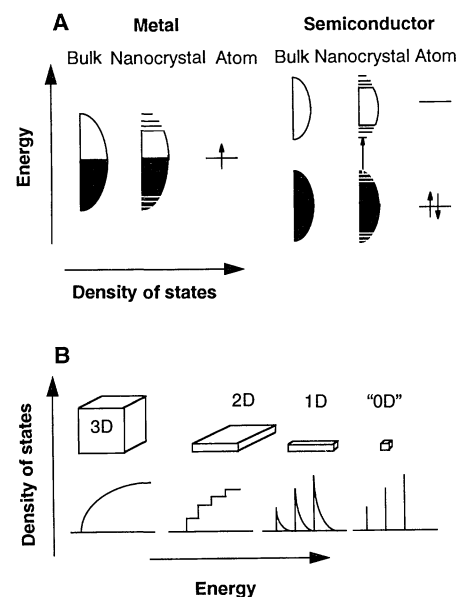 A
Metal
Semiconductor
Bulk Nanocrystal Atom
Bulk Nanocrystal Atom
Energy
Density of states
B
2D 1D “0D”
3D
Density of states
Energy